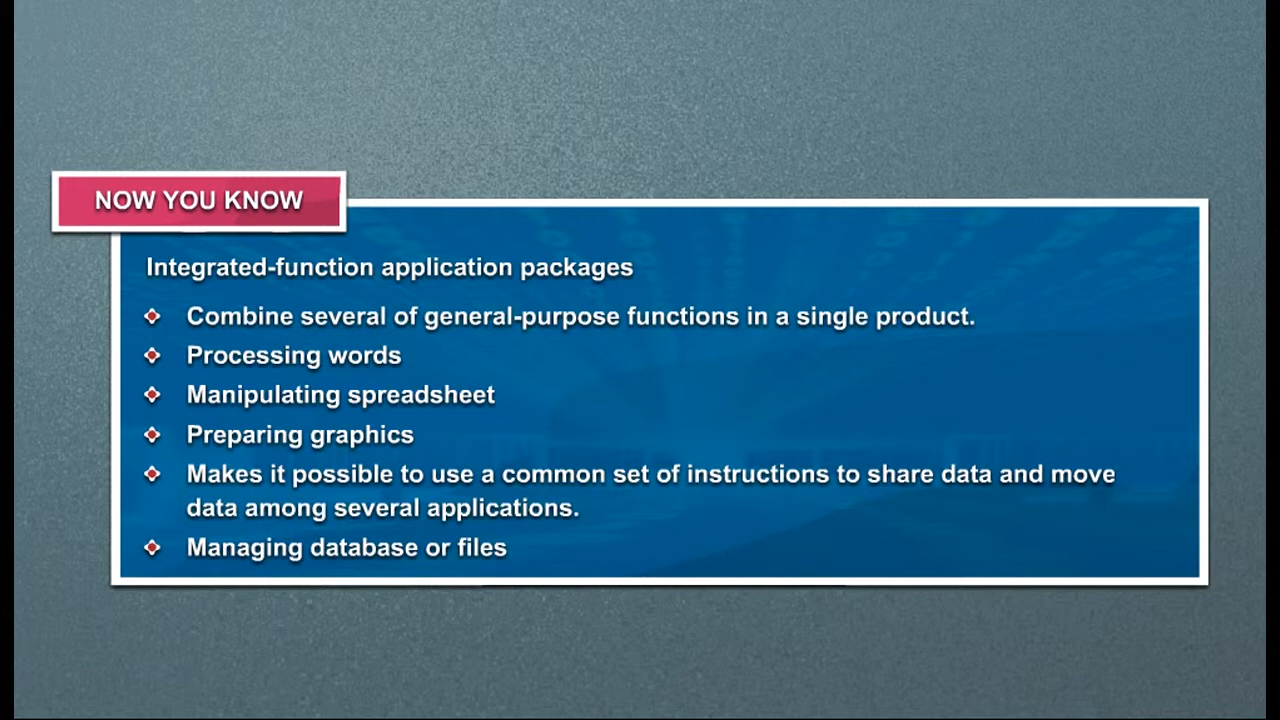 NOW YOU KNOW
Integrated-function application packages
Combine several of general-purpose functions in a single product.
Processing words
Manipulating spreadsheet
Preparing graphics
Makes it possible to use a common set of instructions to share data and move
data among several applications.
Managing database or files